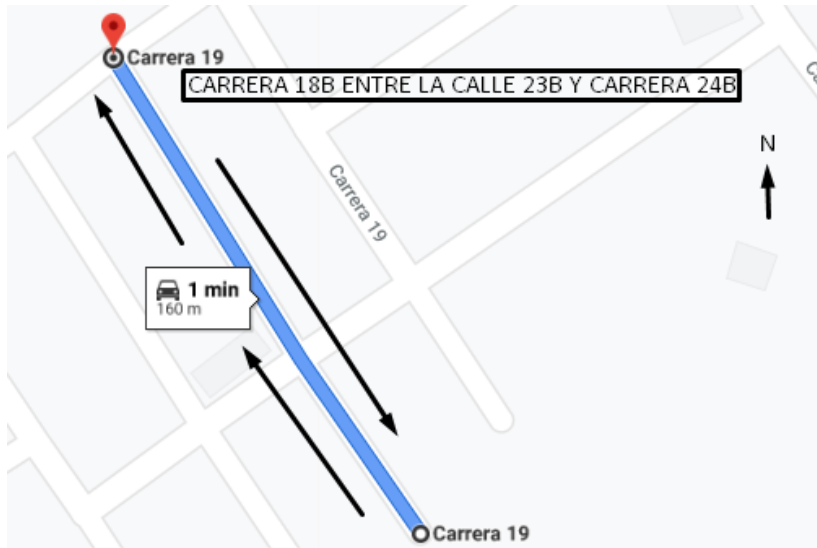 Carrera 19
CARRERA 18B ENTRE LA CALLE 23B Y CARRERA 24B
N
Carrera 19
1 min
160 m
Carrera 19